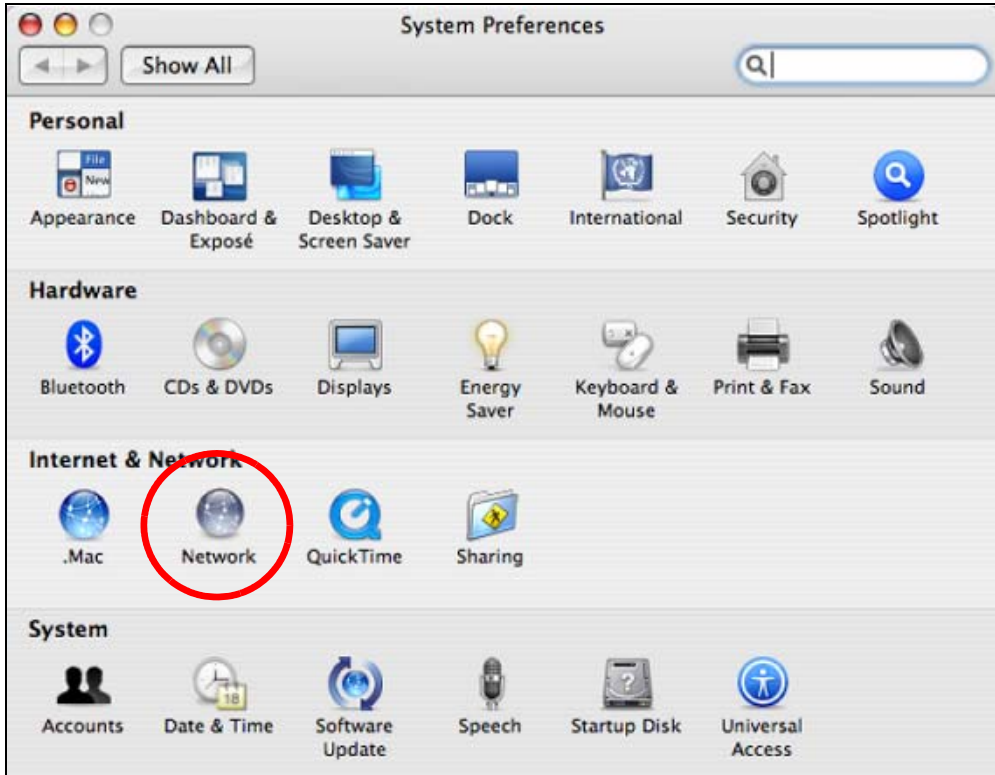 System Preferences
Show All
Personal
File
New
Appearance
Dashboard &
Exposé
Desktop &
Screen Saver
Dock
International
Security
Spotlight
Hardware
Bluetooth
CDs & DVDs
Displays
Energy
Saver
Keyboard &
Mouse
Print & Fax
Sound
Internet & Network
.Mac
Network
QuickTime
Sharing
System
18
?
Accounts
Date & Time
Software
Update
Speech
Startup Disk
Universal
Access